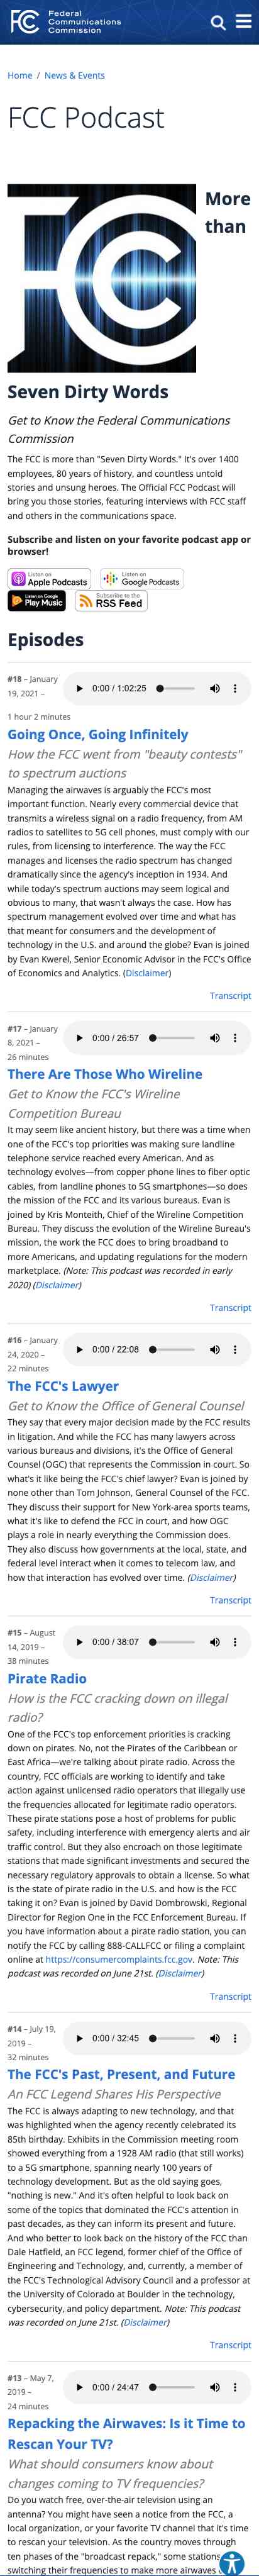 FC
Federal
Communications
Commission
Home / News & Events
FCC Podcast
FCC
More
than
Seven Dirty Words
Get to Know the Federal Communications
Commission
The FCC is more than "Seven Dirty Words." It's over 1400
employees, 80 years of history, and countless untold
stories and unsung heroes. The Official FCC Podcast will
bring you those stories, featuring interviews with FCC staff
and others in the communications space.
Subscribe and listen on your favorite podcast app or
browser!
Listen on
Apple Podcasts
Listen on
Google Podcasts
Listen on Google
Play Music
Subscribe to the
RSS Feed
Episodes
#18 – January
19, 2021 –
0:00 / 1:02:25
1 hour 2 minutes
Going Once, Going Infinitely
How the FCC went from "beauty contests"
to spectrum auctions
Managing the airwaves is arguably the FCC's most
important function. Nearly every commercial device that
transmits a wireless signal on a radio frequency, from AM
radios to satellites to 5G cell phones, must comply with our
rules, from licensing to interference. The way the FCC
manages and licenses the radio spectrum has changed
dramatically since the agency's inception in 1934. And
while today's spectrum auctions may seem logical and
obvious to many, that wasn't always the case. How has
spectrum management evolved over time and what has
that meant for consumers and the development of
technology in the U.S. and around the globe? Evan is joined
by Evan Kwerel, Senior Economic Advisor in the FCC's Office
of Economics and Analytics. (Disclaimer)
Transcript
#17 – January
8, 2021 –
0:00 / 26:57
26 minutes
There Are Those Who Wireline
Get to Know the FCC's Wireline
Competition Bureau
It may seem like ancient history, but there was a time when
one of the FCC's top priorities was making sure landline
telephone service reached every American. And as
technology evolves—from copper phone lines to fiber optic
cables, from landline phones to 5G smartphones—so does
the mission of the FCC and its various bureaus. Evan is
joined by Kris Monteith, Chief of the Wireline Competition
Bureau. They discuss the evolution of the Wireline Bureau's
mission, the work the FCC does to bring broadband to
more Americans, and updating regulations for the modern
marketplace. (Note: This podcast was recorded in early
2020) (Disclaimer)
Transcript
#16 – January
24, 2020 –
0:00 / 22:08
22 minutes
The FCC's Lawyer
Get to Know the Office of General Counsel
They say that every major decision made by the FCC results
in litigation. And while the FCC has many lawyers across
various bureaus and divisions, it's the Office of General
Counsel (OGC) that represents the Commission in court. So
what's it like being the FCC's chief lawyer? Evan is joined by
none other than Tom Johnson, General Counsel of the FCC.
They discuss their support for New York-area sports teams,
what it's like to defend the FCC in court, and how OGC
plays a role in nearly everything the Commission does.
They also discuss how governments at the local, state, and
federal level interact when it comes to telecom law, and
how that interaction has evolved over time. (Disclaimer)
Transcript
#15 – August
14, 2019 –
0:00 / 38:07
38 minutes
Pirate Radio
How is the FCC cracking down on illegal
radio?
One of the FCC's top enforcement priorities is cracking
down on pirates. No, not the Pirates of the Caribbean or
East Africa—we're talking about pirate radio. Across the
country, FCC officials are working to identify and take
action against unlicensed radio operators that illegally use
the frequencies allocated for legitimate radio operators.
These pirate stations pose a host of problems for public
safety, including interference with emergency alerts and air
traffic control. But they also encroach on those legitimate
stations that made significant investments and secured the
necessary regulatory approvals to obtain a license. So what
is the state of pirate radio in the U.S. and how is the FCC
taking it on? Evan is joined by David Dombrowski, Regional
Director for Region One in the FCC Enforcement Bureau. If
you have information about a pirate radio station, you can
notify the FCC by calling 888-CALLFCC or filing a complaint
online at https://consumercomplaints.fcc.gov. Note: This
podcast was recorded on June 21st. (Disclaimer)
Transcript
#14 – July 19,
2019 –
0:00 / 32:45
32 minutes
The FCC's Past, Present, and Future
An FCC Legend Shares His Perspective
The FCC is always adapting to new technology, and that
was highlighted when the agency recently celebrated its
85th birthday. Exhibits in the Commission meeting room
showed everything from a 1928 AM radio (that still works)
to a 5G smartphone, spanning nearly 100 years of
technology development. But as the old saying goes,
"nothing is new." And it's often helpful to look back on
some of the topics that dominated the FCC's attention in
past decades, as they can inform its present and future.
And who better to look back on the history of the FCC than
Dale Hatfield, an FCC legend, former chief of the Office of
Engineering and Technology, and, currently, a member of
the FCC's Technological Advisory Council and a professor at
the University of Colorado at Boulder in the technology,
cybersecurity, and policy department. Note: This podcast
was recorded on June 21st. (Disclaimer)
Transcript
#13 – May 7,
2019 –
0:00 / 24:47
24 minutes
Repacking the Airwaves: Is it Time to
Rescan Your TV?
What should consumers know about
changes coming to TV frequencies?
Do you watch free, over-the-air television using an
antenna? You might have seen a notice from the FCC, a
local organization, or your favorite TV channel that it's time
to rescan your television. As the country moves through
ten phases of the "broadcast repack," some stations
switching their frequencies to make more airwaves